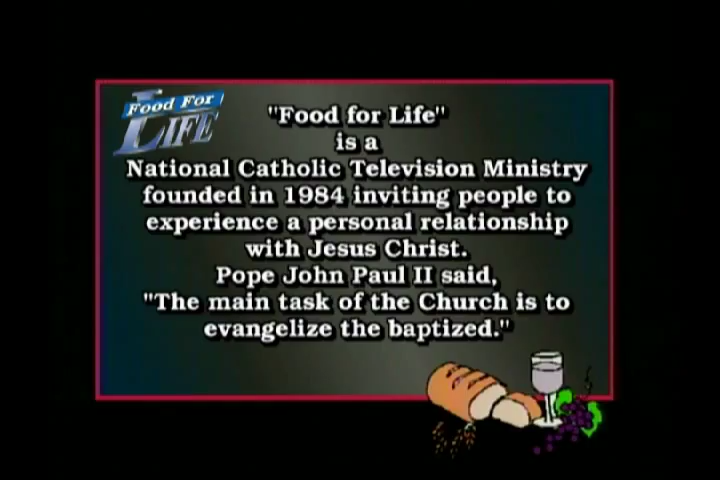 Food For
LIFE
"Food for Life"
is a
National Catholic Television Ministry
founded in 1984 inviting people to
experience a personal relationship
with Jesus Christ.
Pope John Paul II said,
"The main task of the Church is to
evangelize the baptized."